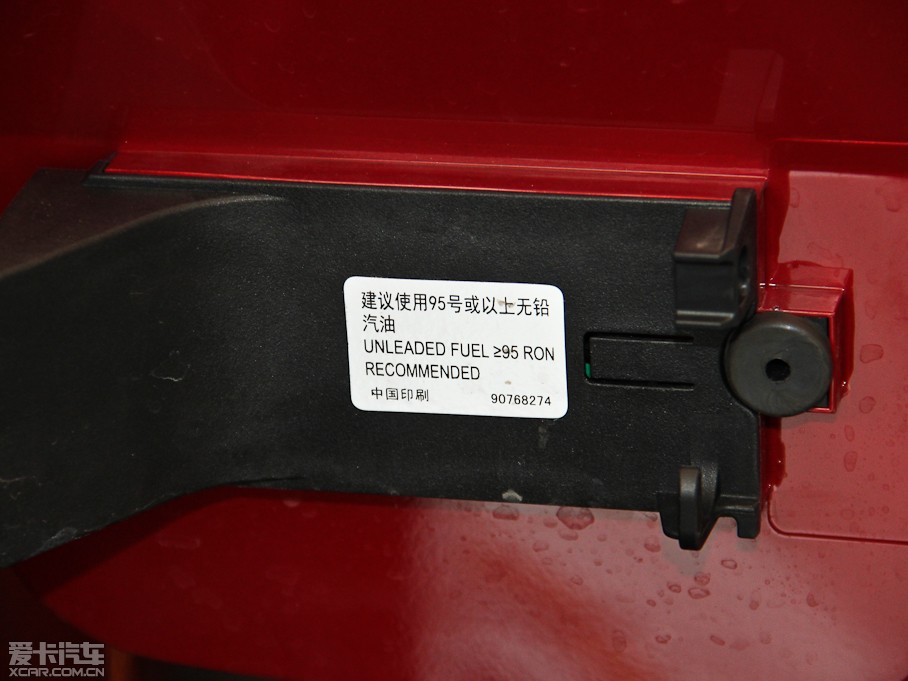 建议使用95号或以上无铅
汽油
UNLEADED FUEL ≥95 RON
RECOMMENDED
中国印刷 90768274
爱卡汽车
XCAR.COM.CN